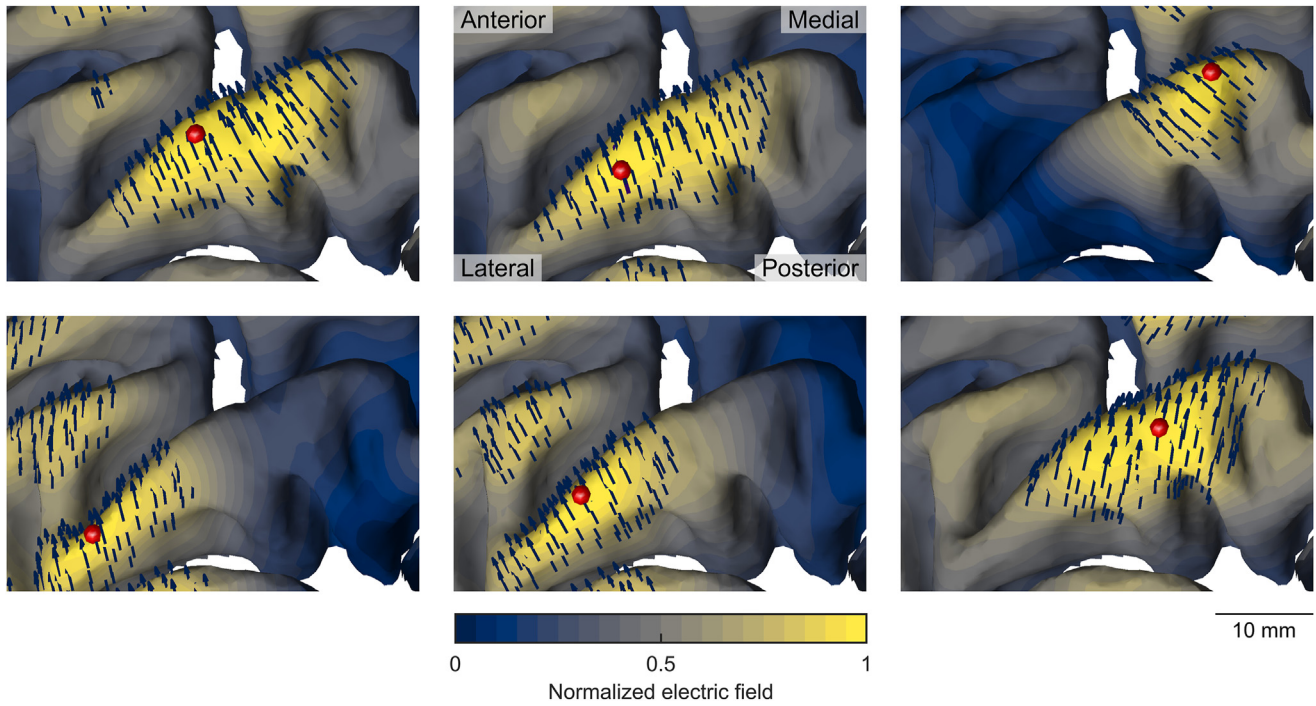 Anterior
Medial
Lateral
Posterior
0
0.5
1
Normalized electric field
10 mm